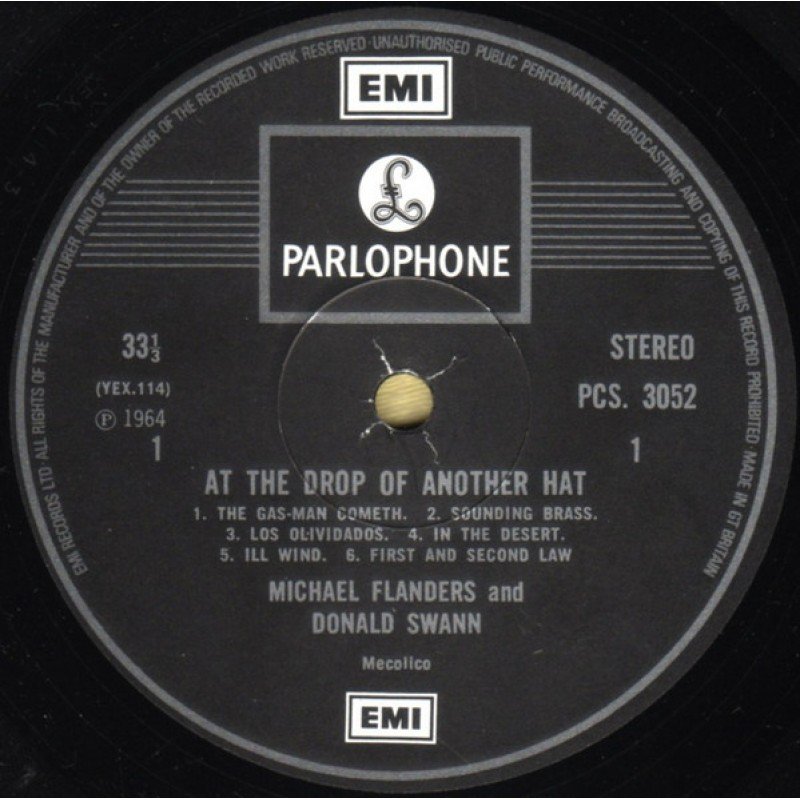 EMI RECORDS LTD · ALL RIGHTS OF THE MANUFACTURER AND OF THE OWNER OF THE RECORDED WORK RESERVED · UNAUTHORISED PUBLIC PERFORMANCE BROADCASTING AND COPYING OF THIS RECORD PROHIBITED · MADE IN GT BRITAIN
EMI
£
PARLOPHONE
33⅓
STEREO
(YEX.114)
PCS. 3052
Ⓟ 1964
1
1
AT THE DROP OF ANOTHER HAT
1. THE GAS-MAN COMETH. 2. SOUNDING BRASS.
3. LOS OLIVIDADOS. 4. IN THE DESERT.
5. ILL WIND. 6. FIRST AND SECOND LAW
MICHAEL FLANDERS and
DONALD SWANN
Mecolico
EMI